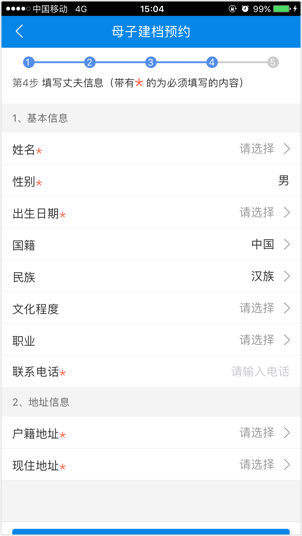 中国移动 4G 15:04 99%
母子建档预约
1 2 3 4 5
第4步 填写丈夫信息（带有* 的为必须填写的内容）
1、基本信息
姓名* 请选择
性别* 男
出生日期* 请选择
国籍 中国
民族 汉族
文化程度 请选择
职业 请选择
联系电话* 请输入电话
2、地址信息
户籍地址* 请选择
现住地址* 请选择